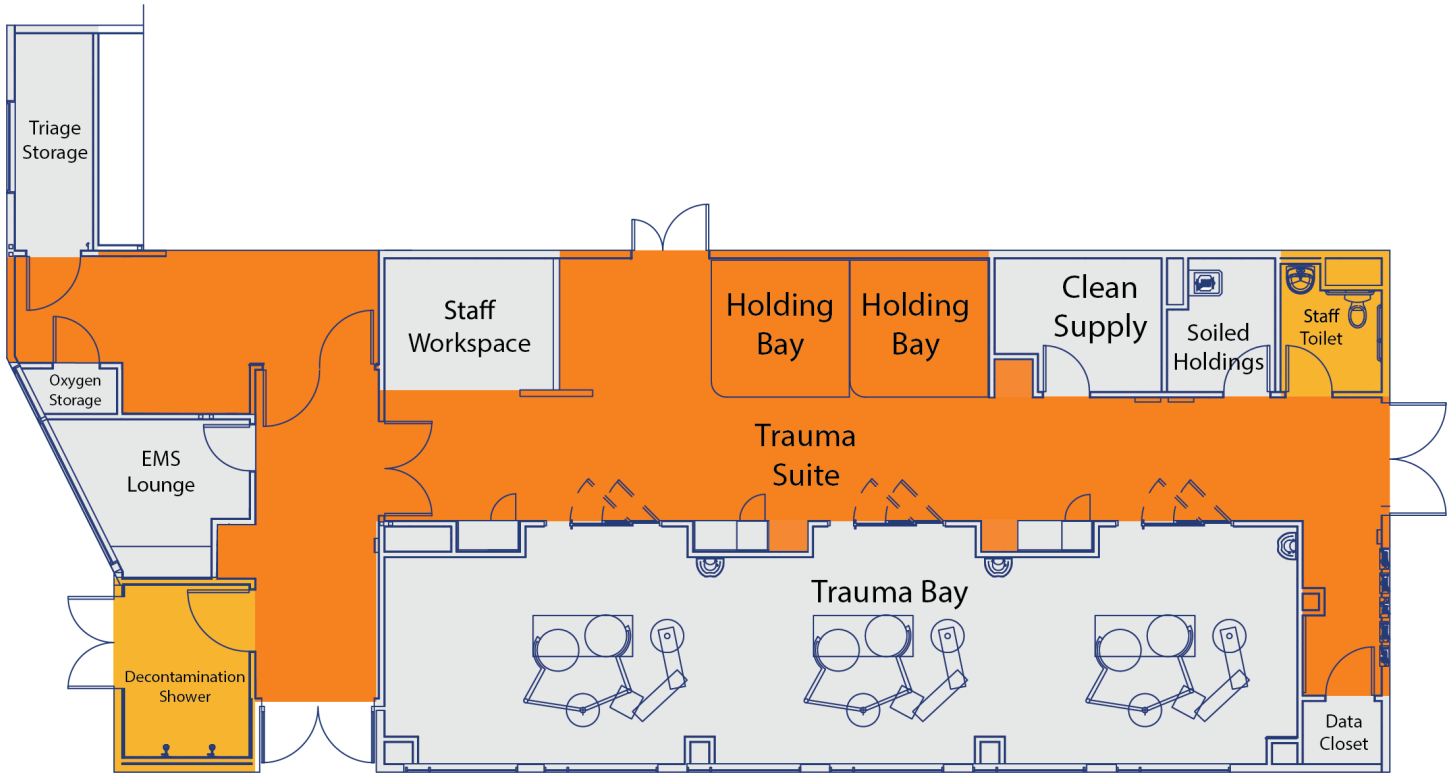 Triage
Storage
Staff
Workspace
Holding
Bay
Holding
Bay
Clean
Supply
Soiled
Holdings
Staff
Toilet
Oxygen
Storage
EMS
Lounge
Trauma
Suite
Trauma Bay
Decontamination
Shower
Data
Closet